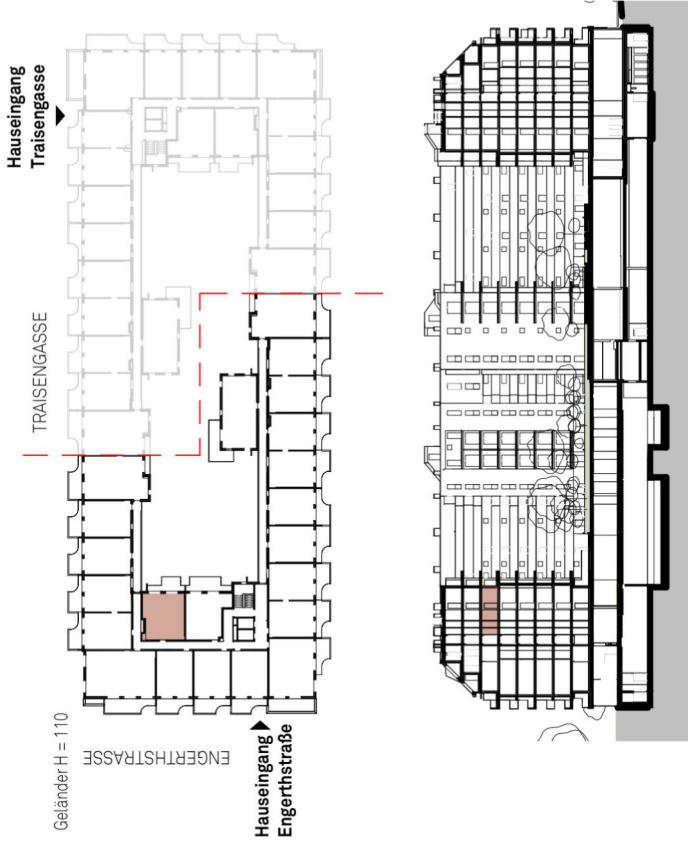 Hauseingang
Traisengasse
TRAISENGASSE
Geländer H = 110
ENGERTHSTRASSE
Hauseingang
Engerthstraße